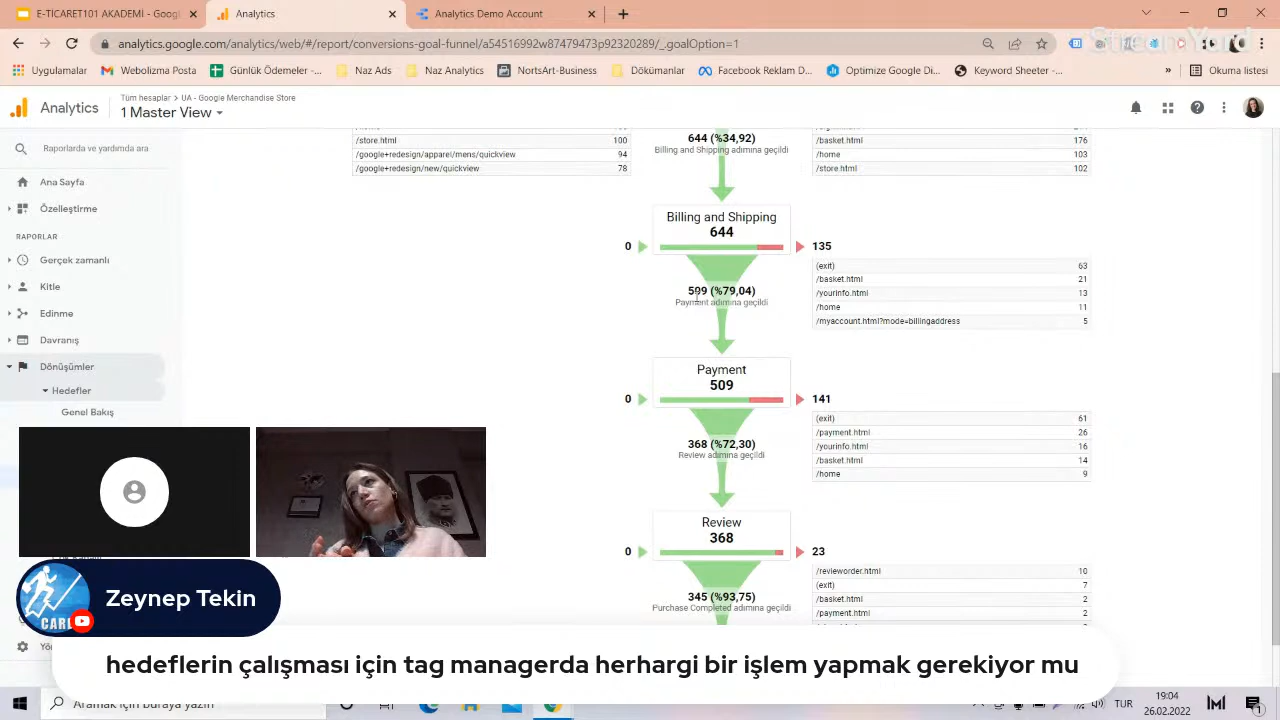 E-TICARET101 AKADEMİ - Google
Analytics
Analytics Demo Account
analytics.google.com/analytics/web/#/report/conversions-goal-funnel/a54516992w87479473p92320289/_.goalOption=1
Uygulamalar
Webolizma Posta
Günlük Ödemeler -...
Naz Ads
Naz Analytics
NortsArt-Business
Dökümanlar
Facebook Reklam D...
Optimize Google Di...
Keyword Sheeter -...
»
Okuma listes
Analytics
Tüm hesaplar > UA - Google Merchandise Store
1 Master View
Raporlarda ve yardımda ara
Ana Sayfa
Özelleştirme
RAPORLAR
Gerçek zamanlı
Kitle
Edinme
Davranış
Dönüşümler
Hedefler
Genel Bakış
/store.html 100
/google+redesign/apparel/mens/quickview 94
/google+redesign/new/quickview 78
644 (%34,92)
Billing and Shipping adımına geçildi
/basket.html 176
/home 103
/store.html 102
Billing and Shipping
644
0
135
(exit) 63
/basket.html 21
/yourinfo.html 13
/home 11
/myaccount.html?mode=billingaddress 5
509 (%79,04)
Payment adımına geçildi
Payment
509
0
141
(exit) 61
/payment.html 26
/yourinfo.html 16
/basket.html 14
/home 9
368 (%72,30)
Review adımına geçildi
Review
368
0
23
/revieworder.html 10
(exit) 7
/basket.html 2
/payment.html 2
345 (%93,75)
Purchase Completed adımına geçildi
Zeynep Tekin
hedeflerin çalışması için tag managerda herhargi bir işlem yapmak gerekiyor mu
Aramak için buraya yazın
TUR
19:04
26.02.2022
1